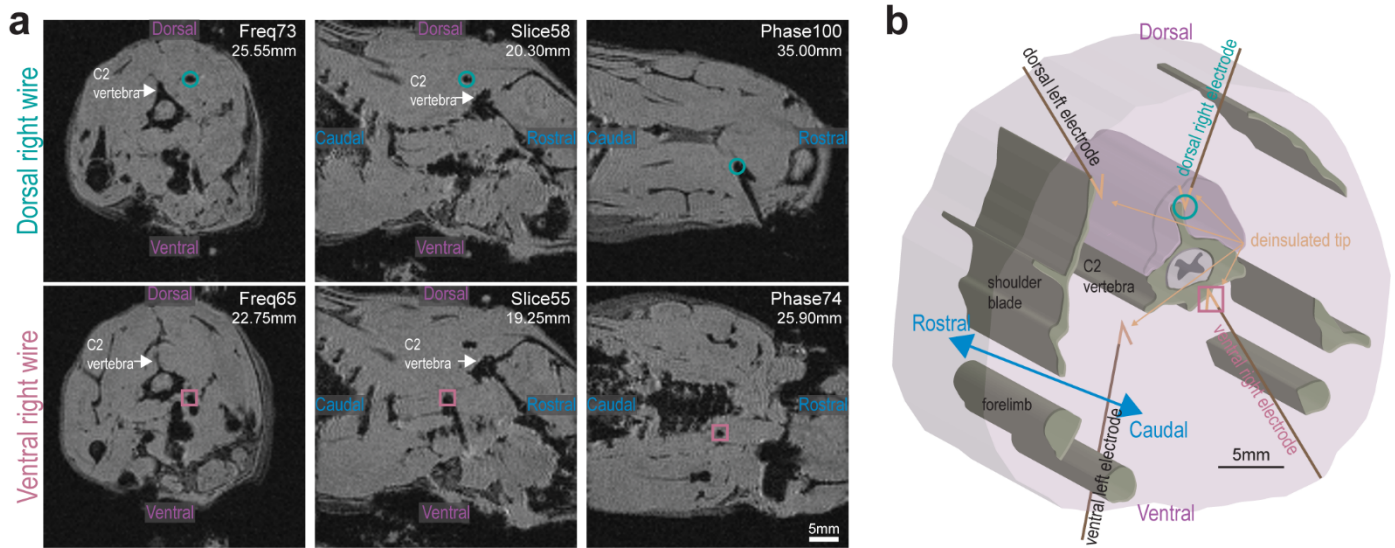 a
Dorsal right wire
Dorsal
Freq73
25.55mm
C2
vertebra
Ventral
Dorsal
Slice58
20.30mm
C2
vertebra
Caudal
Rostral
Ventral
Phase100
35.00mm
Caudal
Rostral
Ventral right wire
Dorsal
Freq65
22.75mm
C2
vertebra
Ventral
Dorsal
Slice55
19.25mm
C2
vertebra
Caudal
Rostral
Ventral
Phase74
25.90mm
Caudal
Rostral
5mm
b
Dorsal
dorsal left electrode
dorsal right electrode
deinsulated tip
shoulder
blade
C2
vertebra
Rostral
Caudal
forelimb
ventral left electrode
ventral right electrode
5mm
Ventral